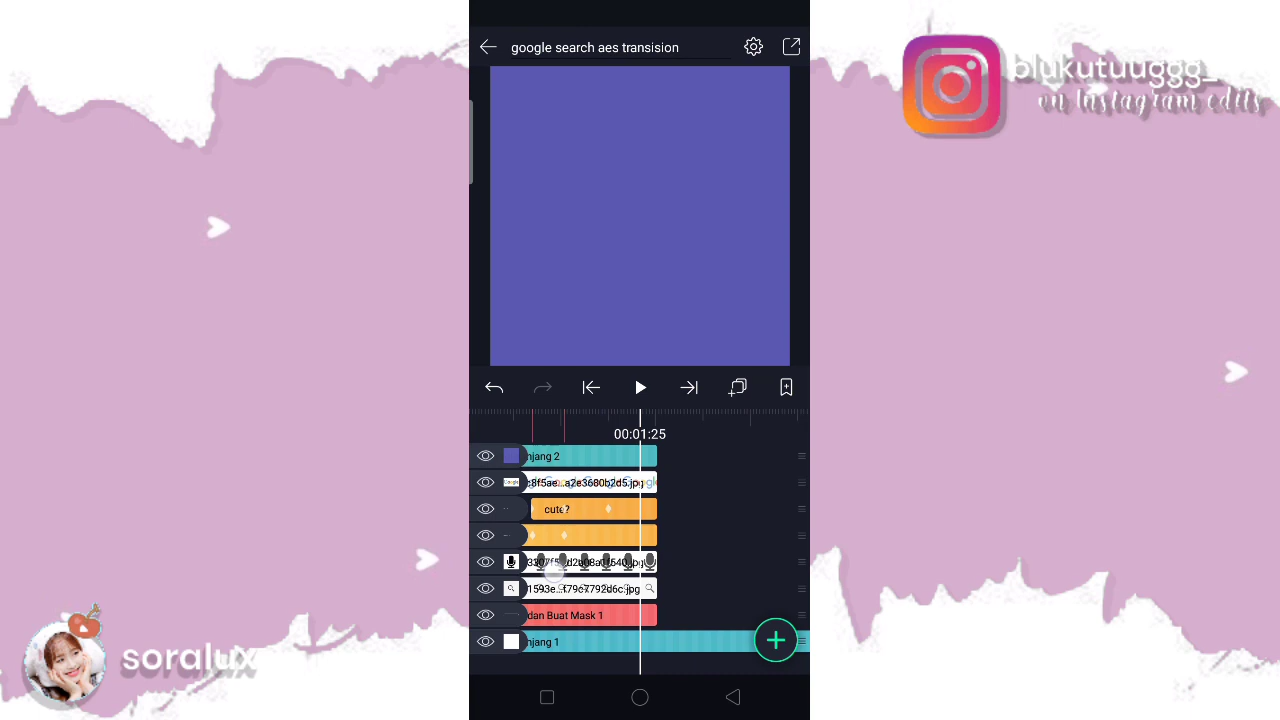 google search aes transision
blukutuuggg_
on Instagram edits
00:01:25
njang 2
cute?
dan Buat Mask 1
njang 1
soralux